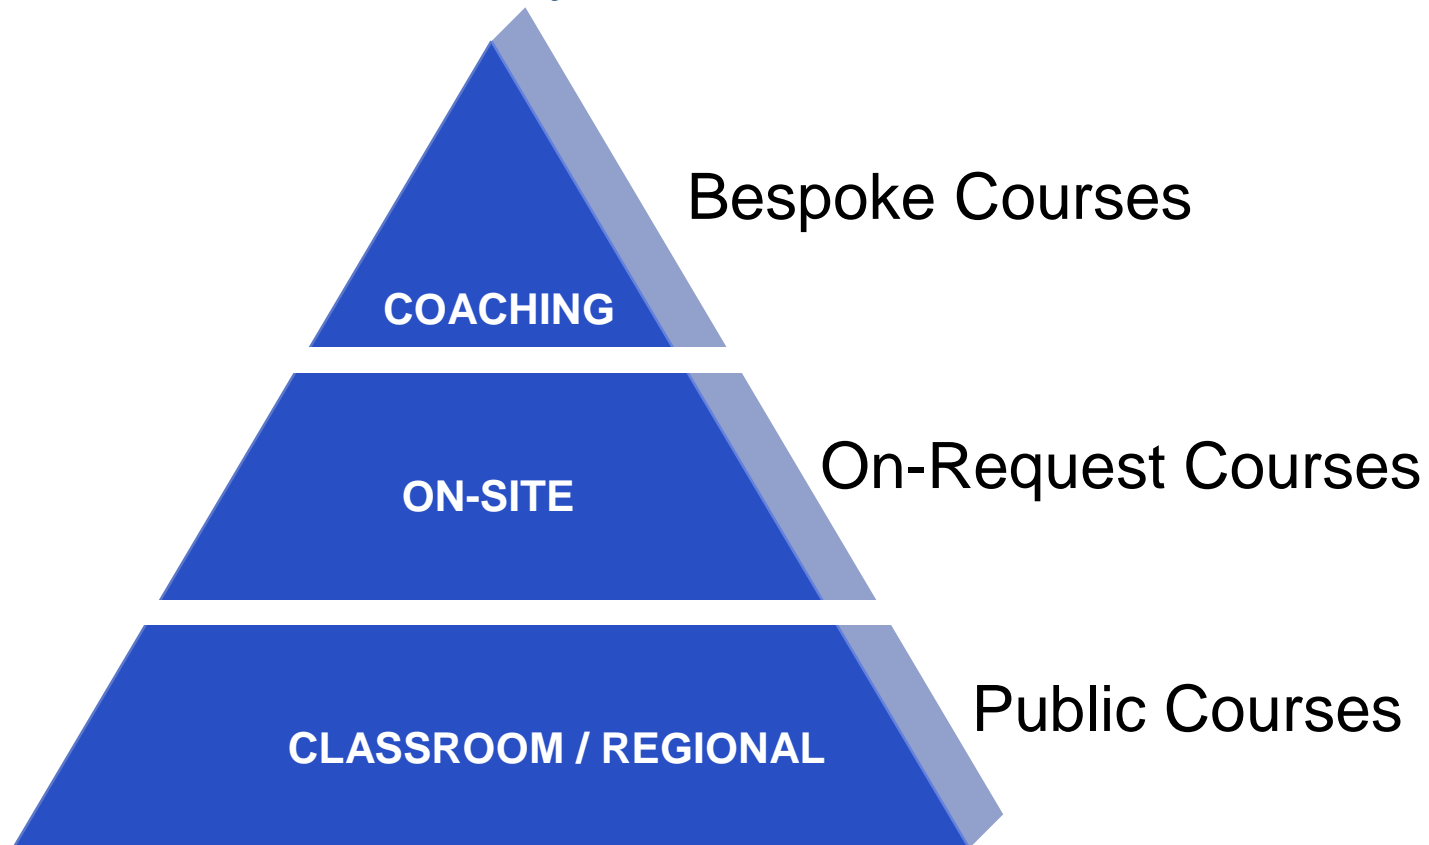 Bespoke Courses
COACHING
On-Request Courses
ON-SITE
Public Courses
CLASSROOM / REGIONAL